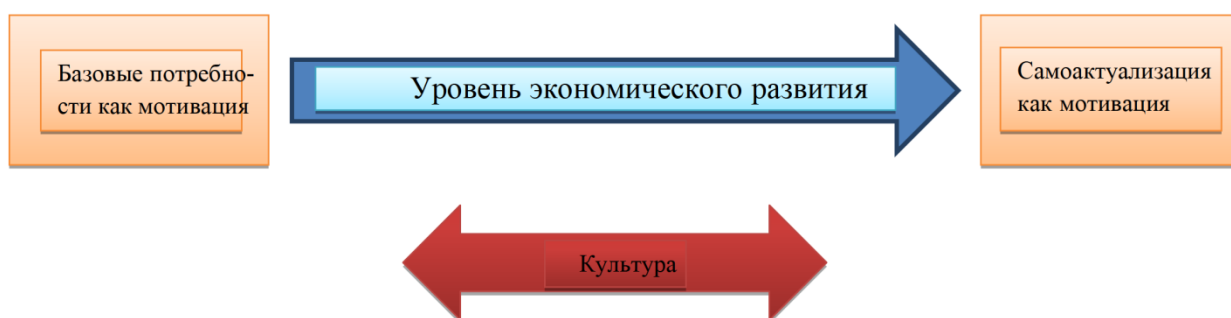 Базовые потребно-
сти как мотивация
Уровень экономического развития
Самоактуализация
как мотивация
Культура